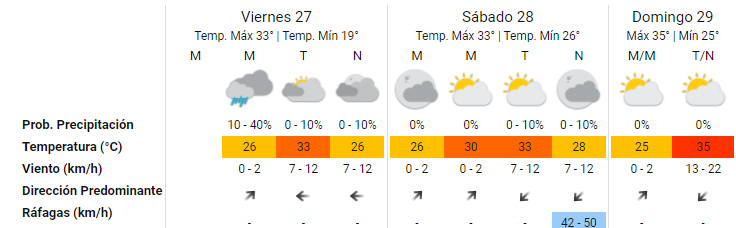 Viernes 27 Sábado 28 Domingo 29
Temp. Máx 33° | Temp. Mín 19° Temp. Máx 33° | Temp. Mín 26° Máx 35° | Mín 25°
M M T N M M T N M/M T/N
Prob. Precipitación 10 - 40% 0 - 10% 0 - 10% 0% 0% 0 - 10% 0 - 10% 0% 0%
Temperatura (°C) 26 33 26 26 30 33 28 25 35
Viento (km/h) 0 - 2 7 - 12 7 - 12 0 - 2 0 - 2 7 - 12 7 - 12 0 - 2 13 - 22
Dirección Predominante
Ráfagas (km/h)
- - - - - - 42 - 50 - -